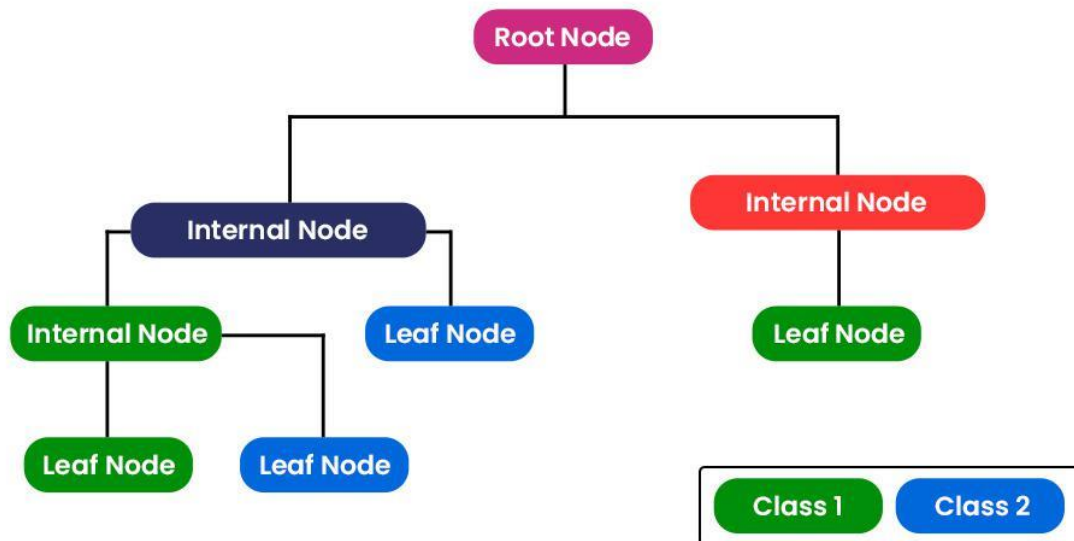 Root Node
Internal Node
Internal Node
Internal Node
Leaf Node
Leaf Node
Leaf Node
Leaf Node
Class 1
Class 2